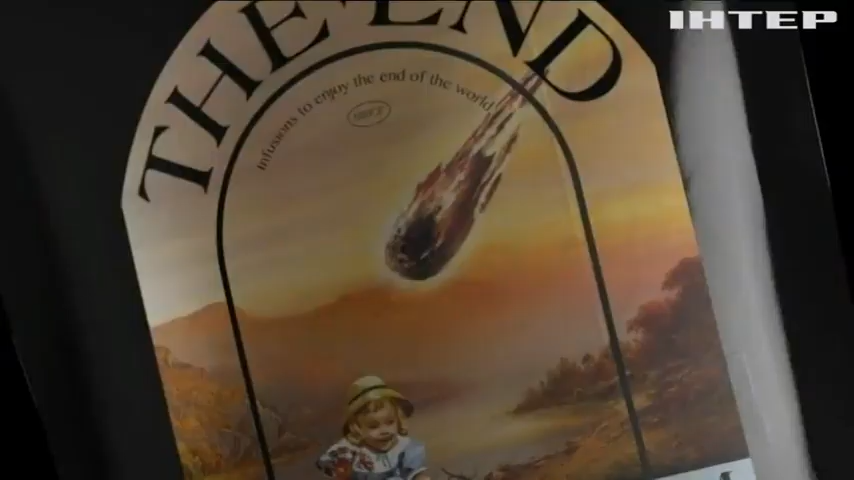 ІНТЕР
THE END
Infusions to enjoy the end of the world